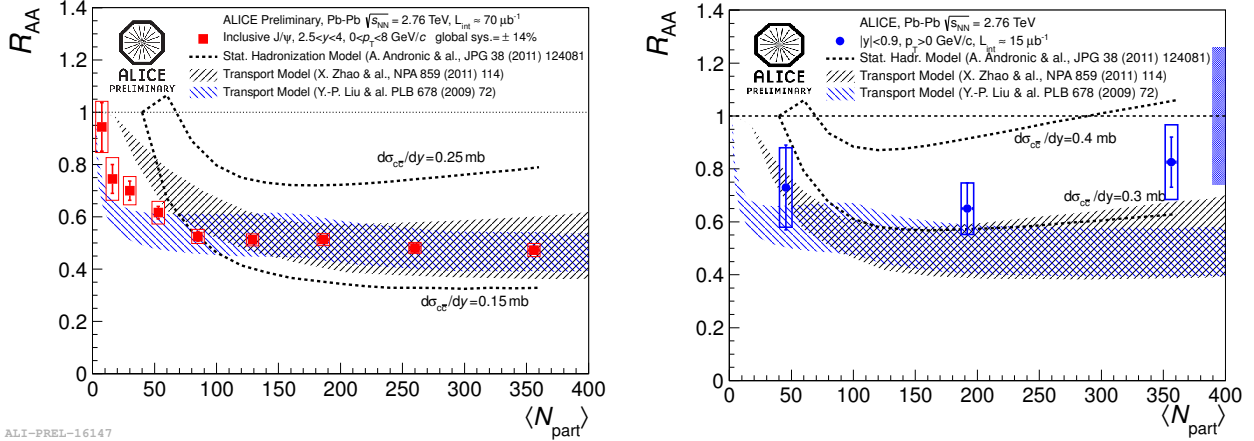 R_AA
1.4
1.2
1
0.8
0.6
0.4
0.2
0
0 50 100 150 200 250 300 350 400
⟨N_part⟩
ALICE
PRELIMINARY
ALICE Preliminary, Pb-Pb √s_NN = 2.76 TeV, L_int ≈ 70 μb⁻¹
Inclusive J/ψ, 2.5<y<4, 0<p_T<8 GeV/c global sys.= ± 14%
Stat. Hadronization Model (A. Andronic & al., JPG 38 (2011) 124081
Transport Model (X. Zhao & al., NPA 859 (2011) 114)
Transport Model (Y.-P. Liu & al. PLB 678 (2009) 72)
dσ_cc̅/dy=0.25 mb
dσ_cc̅/dy=0.15 mb
ALI-PREL-16147
R_AA
1.4
1.2
1
0.8
0.6
0.4
0.2
0
0 50 100 150 200 250 300 350 400
⟨N_part⟩
ALICE
PRELIMINARY
ALICE, Pb-Pb √s_NN = 2.76 TeV
|y|<0.9, p_T>0 GeV/c, L_int ≈ 15 μb⁻¹
Stat. Hadr. Model (A. Andronic & al., JPG 38 (2011) 124081)
Transport Model (X. Zhao & al., NPA 859 (2011) 114)
Transport Model (Y.-P. Liu & al. PLB 678 (2009) 72)
dσ_cc̅/dy=0.4 mb
dσ_cc̅/dy=0.3 mb